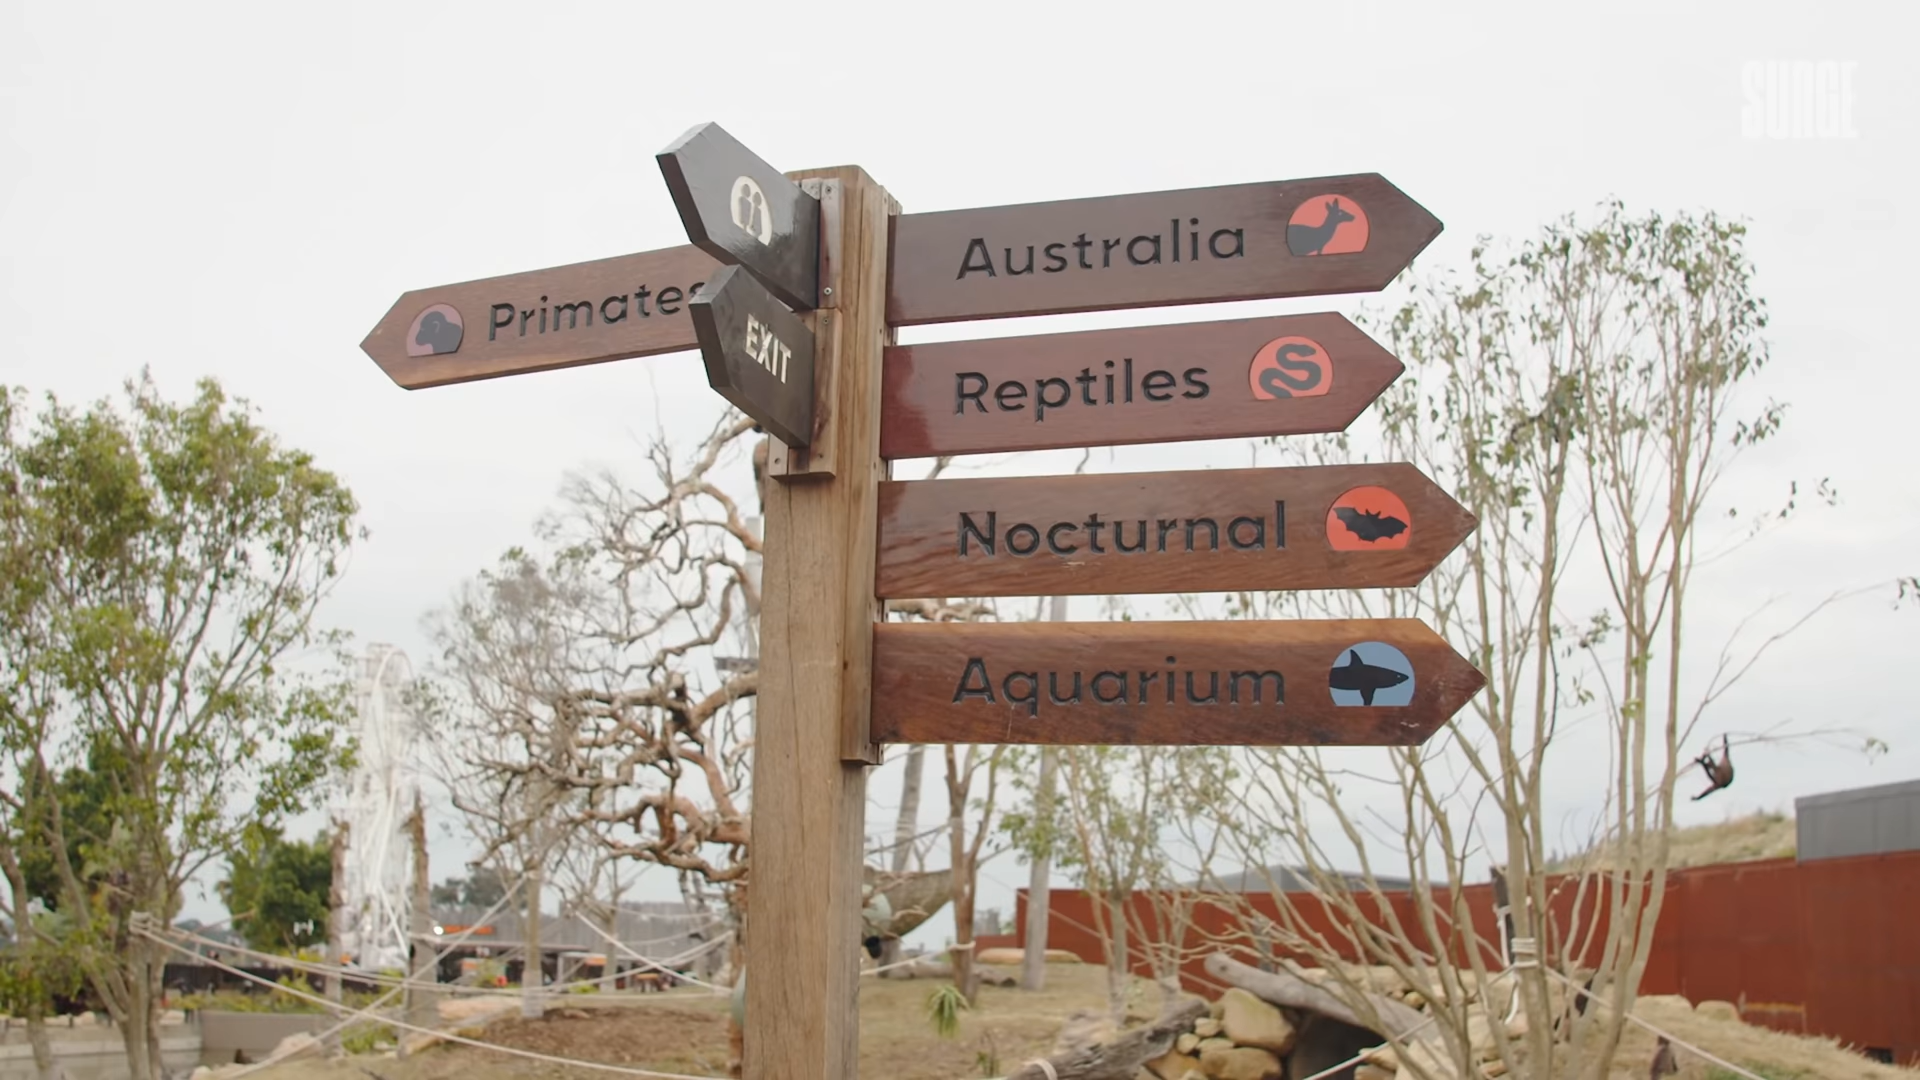 SURGE
Australia
Primates
EXIT
Reptiles
Nocturnal
Aquarium